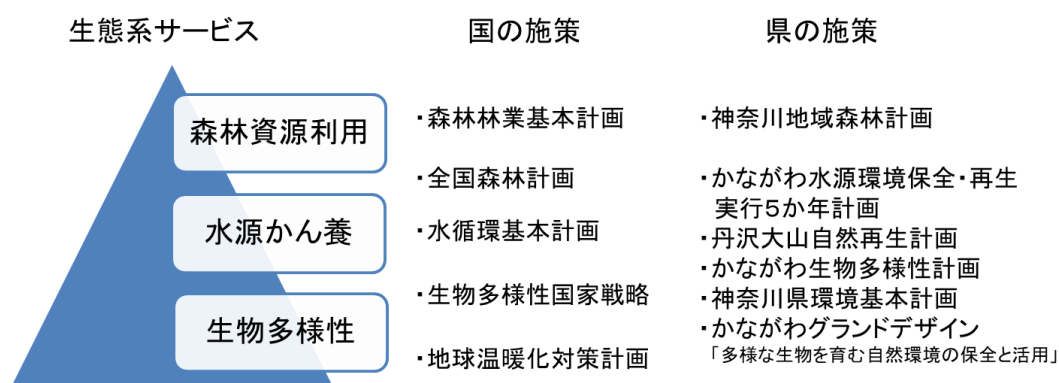 生態系サービス
国の施策
県の施策
森林資源利用
水源かん養
生物多様性
・森林林業基本計画
・全国森林計画
・水循環基本計画
・生物多様性国家戦略
・地球温暖化対策計画
・神奈川地域森林計画
・かながわ水源環境保全・再生
実行5か年計画
・丹沢大山自然再生計画
・かながわ生物多様性計画
・神奈川県環境基本計画
・かながわグランドデザイン
「多様な生物を育む自然環境の保全と活用」